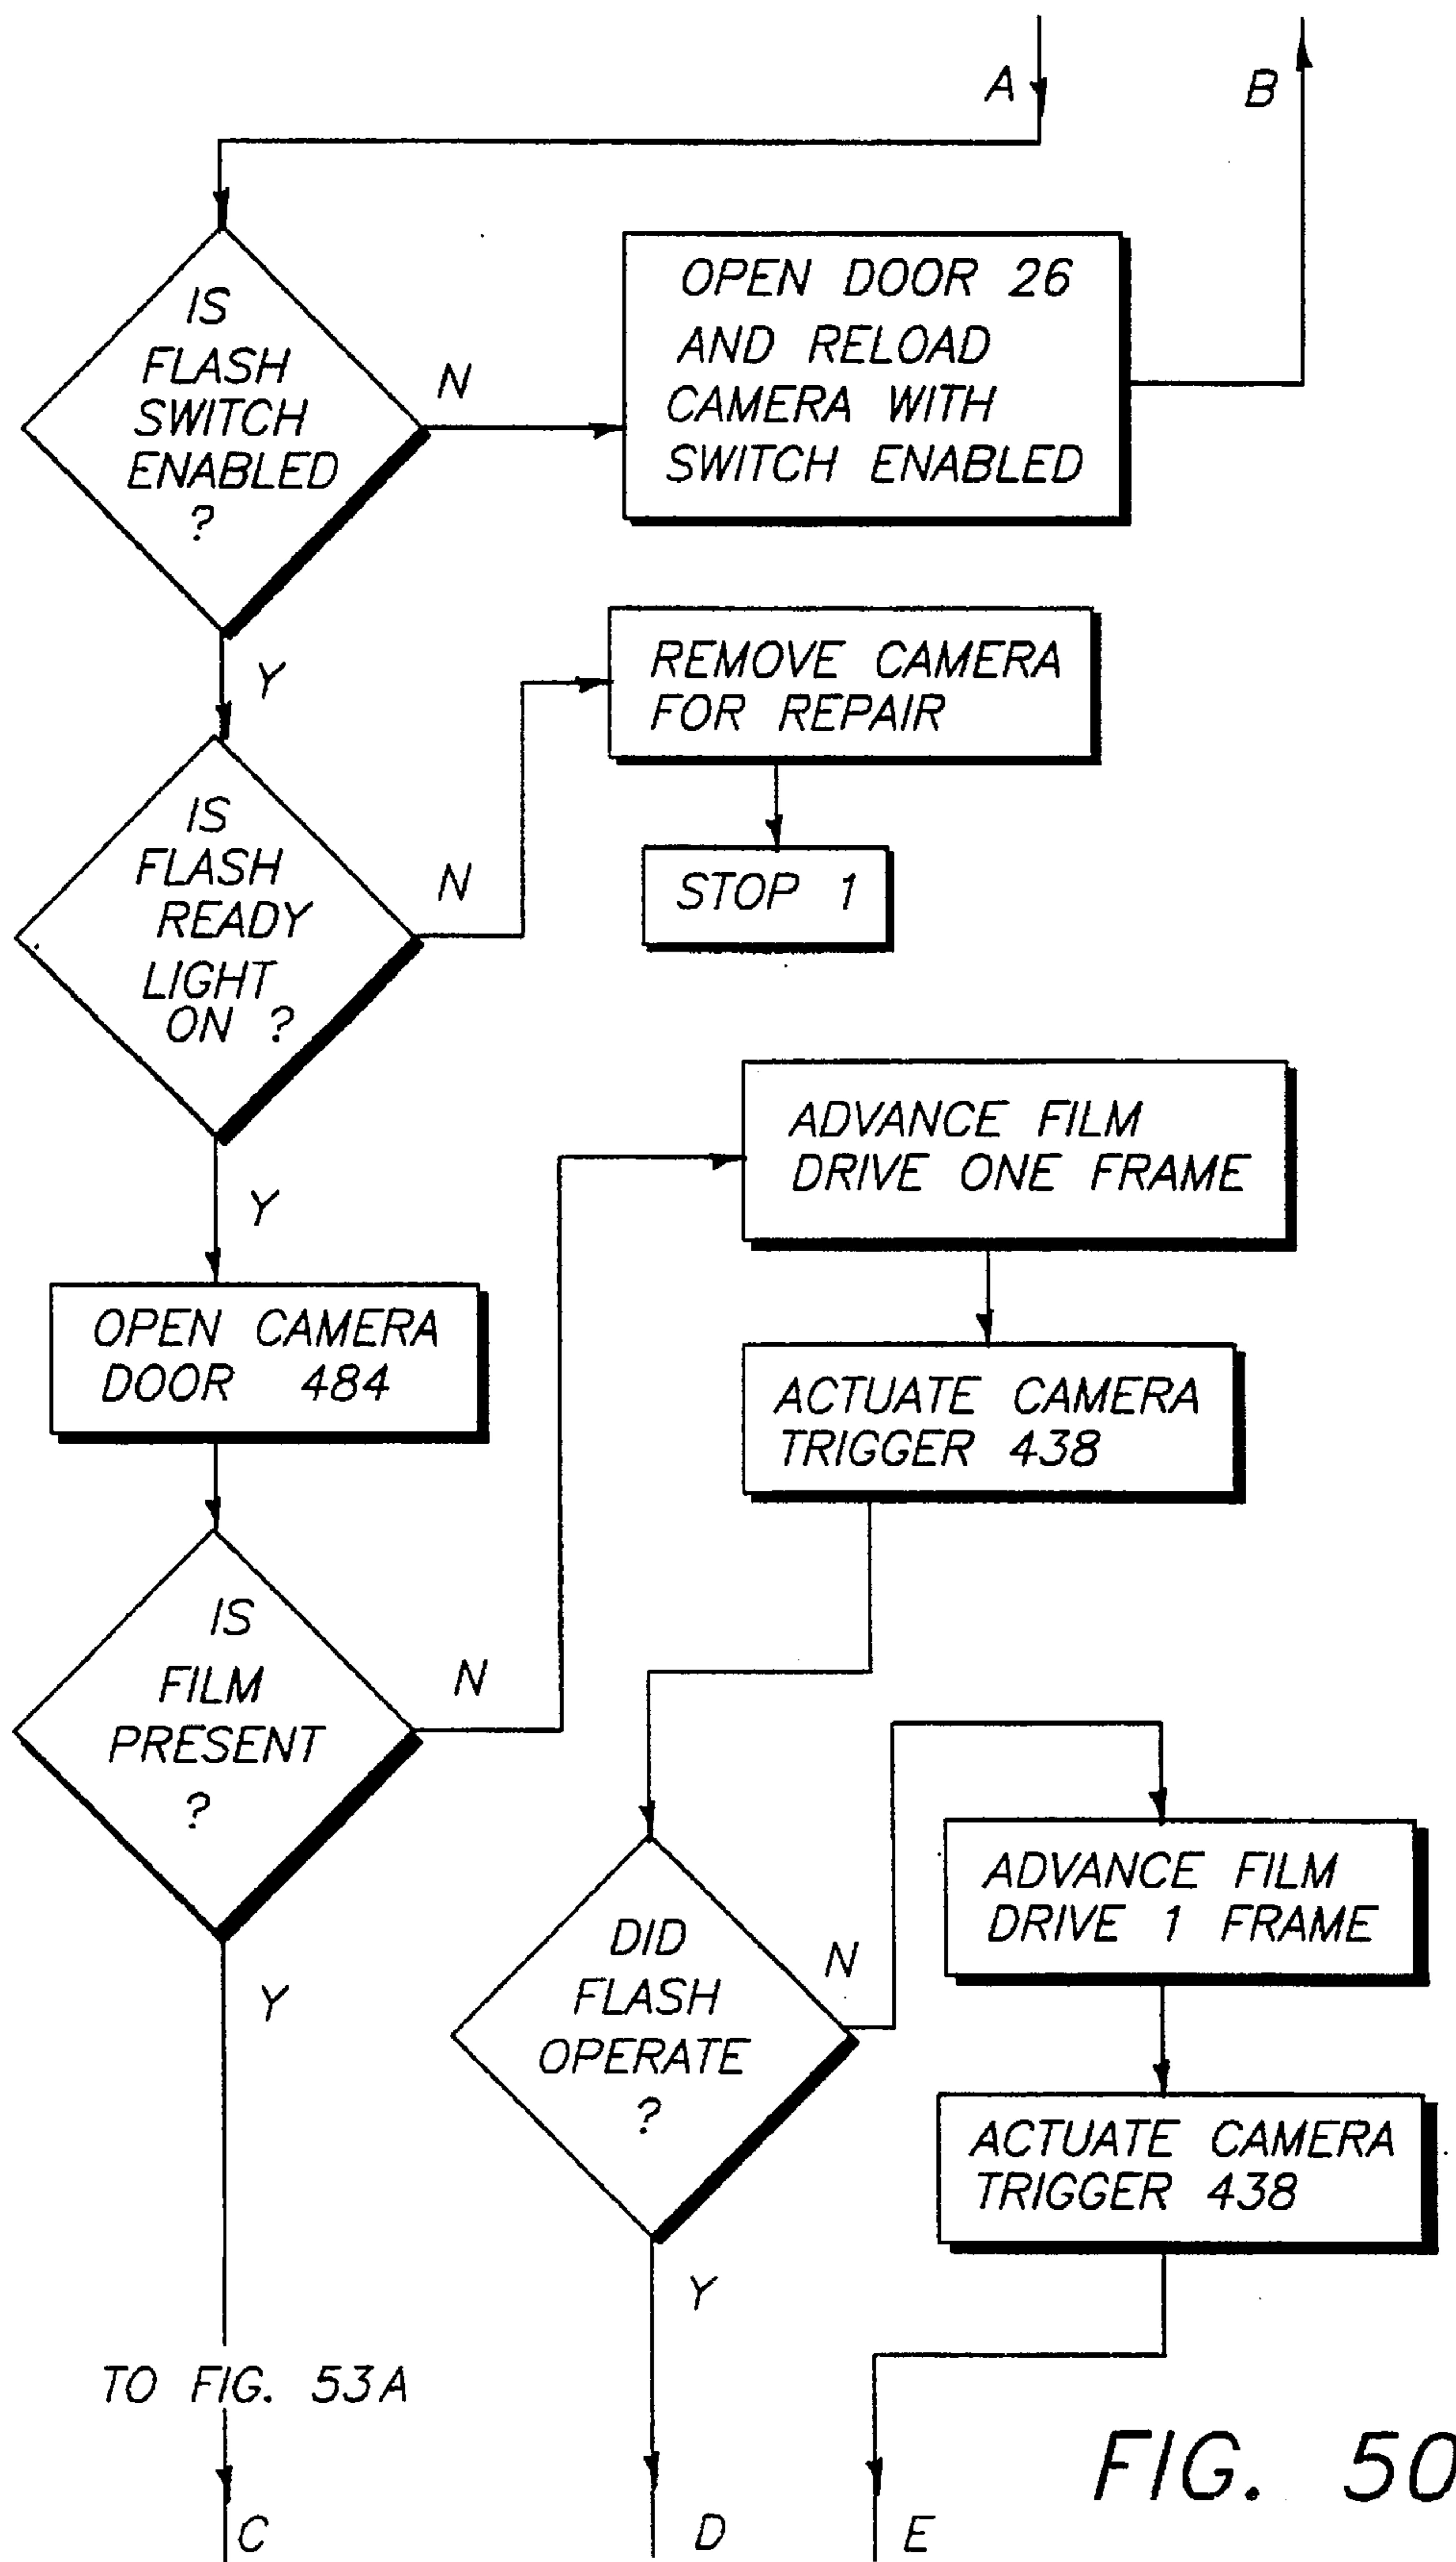 A
B
IS
FLASH
SWITCH
ENABLED
?
N
OPEN DOOR 26
AND RELOAD
CAMERA WITH
SWITCH ENABLED
Y
IS
FLASH
READY
LIGHT
ON ?
N
REMOVE CAMERA
FOR REPAIR
STOP 1
Y
OPEN CAMERA
DOOR 484
ADVANCE FILM
DRIVE ONE FRAME
ACTUATE CAMERA
TRIGGER 438
IS
FILM
PRESENT
?
N
Y
DID
FLASH
OPERATE
?
N
ADVANCE FILM
DRIVE 1 FRAME
ACTUATE CAMERA
TRIGGER 438
Y
TO FIG. 53A
C
D
E
FIG. 50